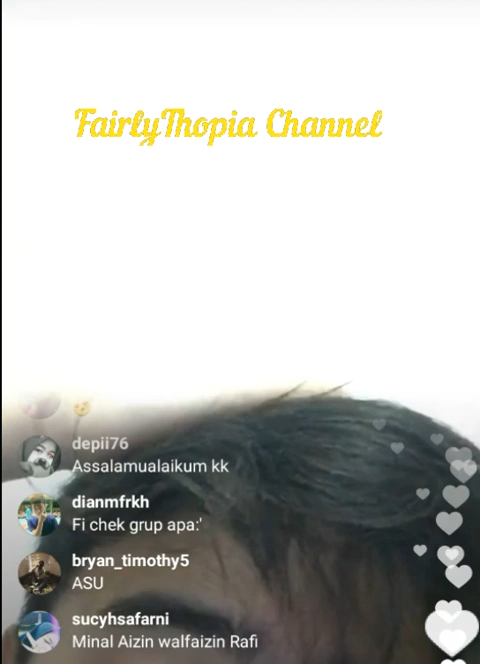 FairlyThopia Channel
depii76
Assalamualaikum kk
dianmfrkh
Fi chek grup apa:'
bryan_timothy5
ASU
sucyhsafarni
Minal Aizin walfaizin Rafi